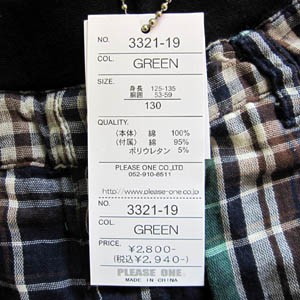 NO. 3321-19
COL. GREEN
SIZE.
身長 125-135
胴囲 53-59
130
QUALITY.
〈本体〉 綿 100%
〈付属〉 綿 95%
ポリウレタン 5%
PLEASE ONE CO.,LTD
052-910-8511
http://www.please-one.co.jp/
NO. 3321-19
COL. GREEN
PRICE. ¥2,800-
(税込¥2,940-)
PLEASE ONE.
MADE IN CHINA